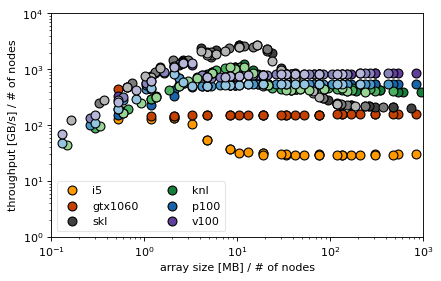 throughput [GB/s] / # of nodes
10^4
10^3
10^2
10^1
10^0
i5
gtx1060
skl
knl
p100
v100
10^-1
10^0
10^1
10^2
10^3
array size [MB] / # of nodes